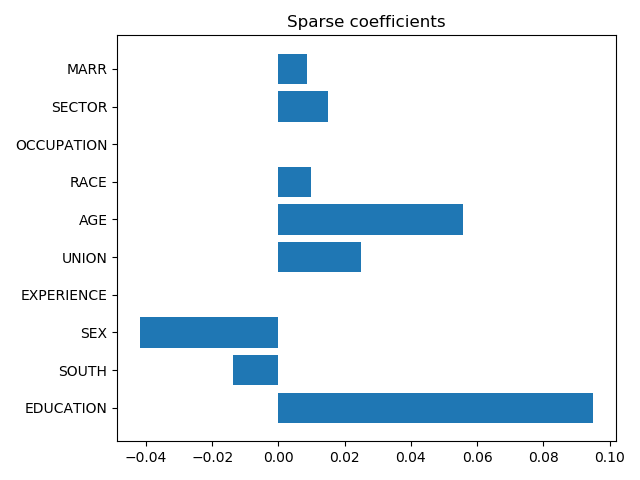 Sparse coefficients
MARR
SECTOR
OCCUPATION
RACE
AGE
UNION
EXPERIENCE
SEX
SOUTH
EDUCATION
−0.04 −0.02 0.00 0.02 0.04 0.06 0.08 0.10